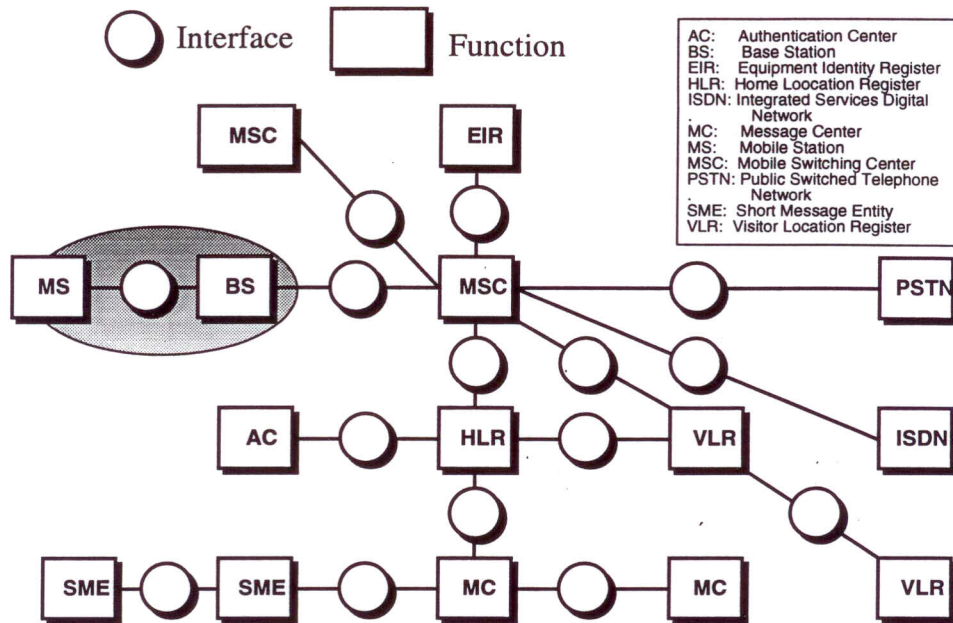 Interface
Function
AC: Authentication Center
BS: Base Station
EIR: Equipment Identity Register
HLR: Home Loocation Register
ISDN: Integrated Services Digital
. Network
MC: Message Center
MS: Mobile Station
MSC: Mobile Switching Center
PSTN: Public Switched Telephone
. Network
SME: Short Message Entity
VLR: Visitor Location Register
MSC
EIR
MS
BS
MSC
PSTN
AC
HLR
VLR
ISDN
SME
SME
MC
MC
VLR